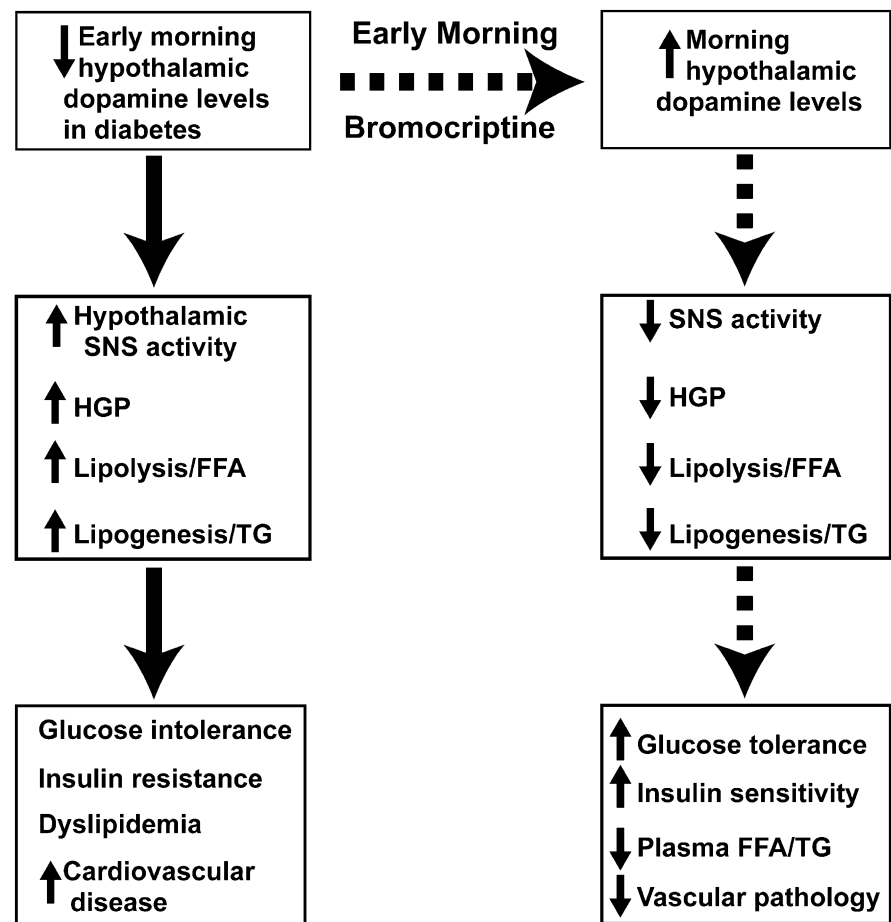 Early morning
hypothalamic
dopamine levels
in diabetes
Early Morning
Bromocriptine
Morning
hypothalamic
dopamine levels
Hypothalamic
SNS activity
HGP
Lipolysis/FFA
Lipogenesis/TG
SNS activity
HGP
Lipolysis/FFA
Lipogenesis/TG
Glucose intolerance
Insulin resistance
Dyslipidemia
Cardiovascular
disease
Glucose tolerance
Insulin sensitivity
Plasma FFA/TG
Vascular pathology